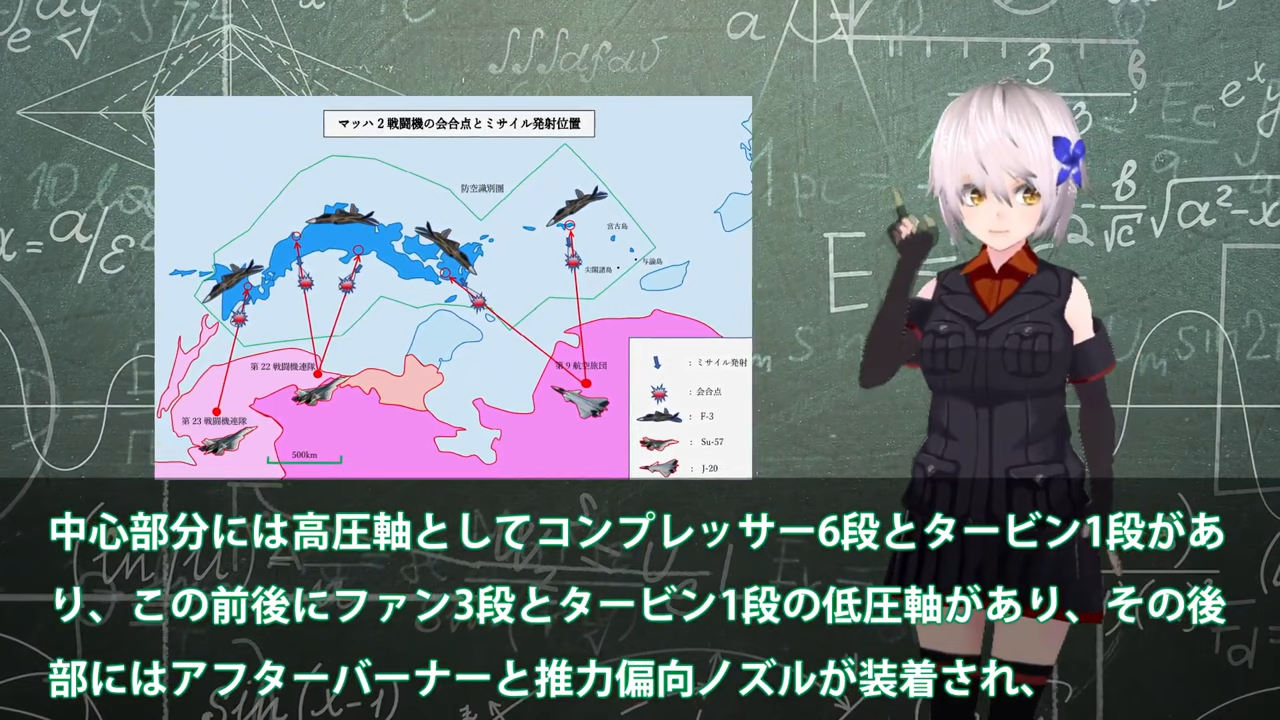 マッハ2戦闘機の会合点とミサイル発射位置
防空識別圏
宮古島
与論島
尖閣諸島
第22戦闘機連隊
第9航空旅団
第23戦闘機連隊
500km
：ミサイル発射
：会合点
：F-3
：Su-57
：J-20
中心部分には高圧軸としてコンプレッサー6段とタービン1段があ
り、この前後にファン3段とタービン1段の低圧軸があり、その後
部にはアフターバーナーと推力偏向ノズルが装着され、